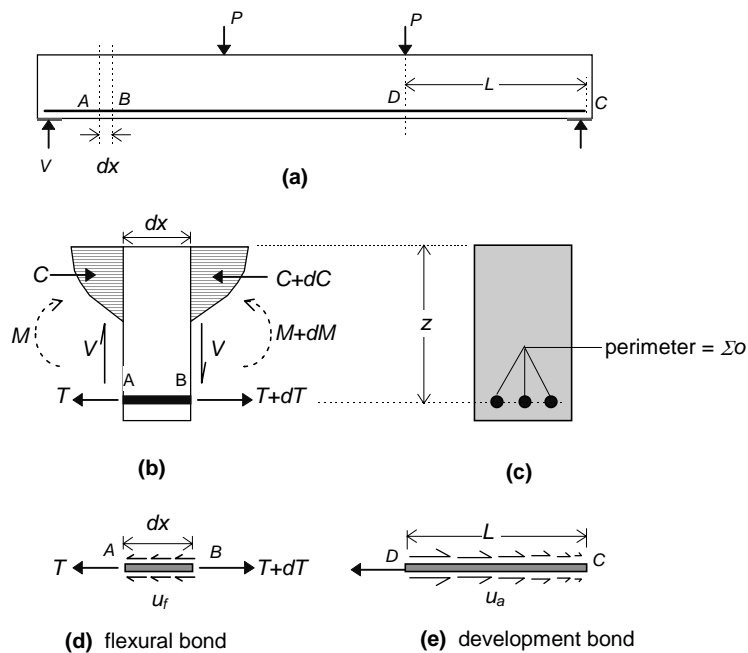 P P
A B D L C
V
dx
(a)
dx
C C+dC
M V V M+dM
A B
T T+dT
z
perimeter = Σo
(b) (c)
dx L
A B D C
T T+dT
u_f u_a
(d) flexural bond (e) development bond